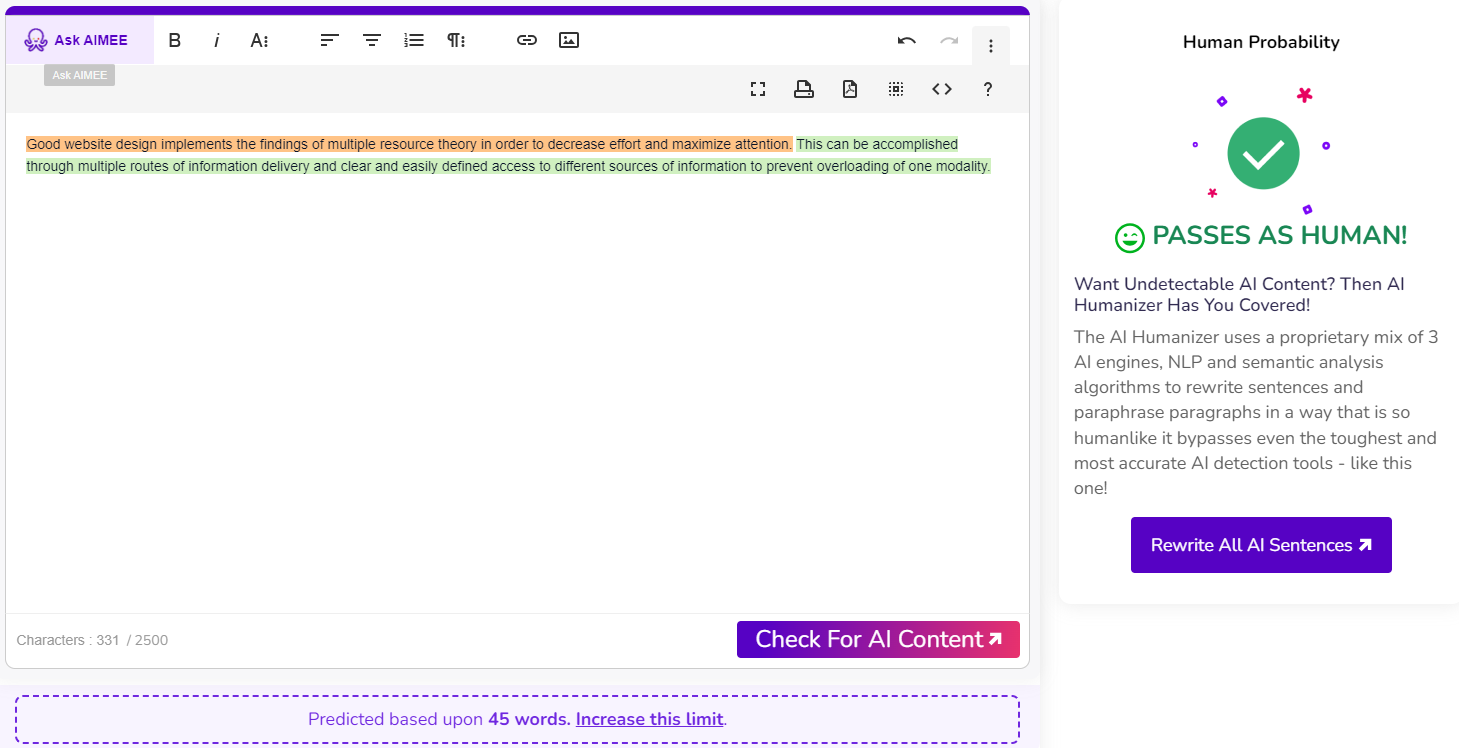 Ask AIMEE
B
i
A
Ask AIMEE
?
Good website design implements the findings of multiple resource theory in order to decrease effort and maximize attention. This can be accomplished
through multiple routes of information delivery and clear and easily defined access to different sources of information to prevent overloading of one modality.
Characters : 331 / 2500
Check For AI Content
Predicted based upon 45 words. Increase this limit.
Human Probability
PASSES AS HUMAN!
Want Undetectable AI Content? Then AI
Humanizer Has You Covered!
The AI Humanizer uses a proprietary mix of 3
AI engines, NLP and semantic analysis
algorithms to rewrite sentences and
paraphrase paragraphs in a way that is so
humanlike it bypasses even the toughest and
most accurate AI detection tools - like this
one!
Rewrite All AI Sentences